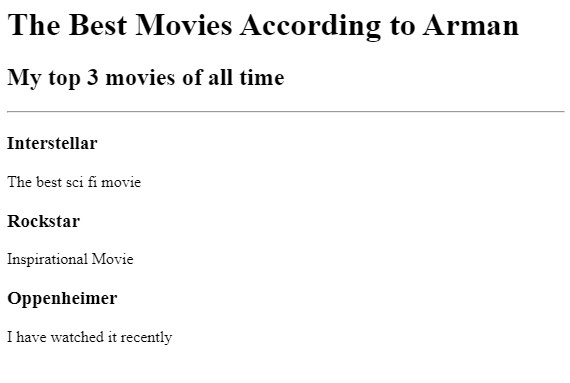 The Best Movies According to Arman
My top 3 movies of all time
Interstellar
The best sci fi movie
Rockstar
Inspirational Movie
Oppenheimer
I have watched it recently